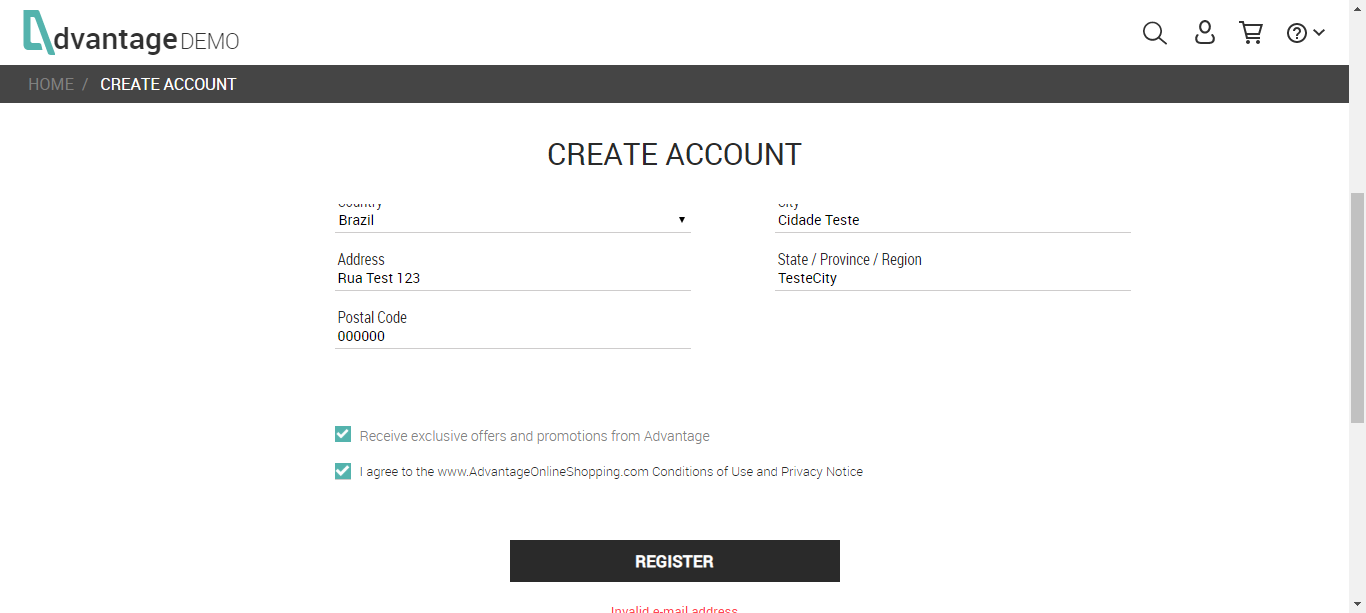 dvantage DEMO
HOME / CREATE ACCOUNT
CREATE ACCOUNT
Country
Brazil
City
Cidade Teste
Address
Rua Test 123
State / Province / Region
TesteCity
Postal Code
000000
Receive exclusive offers and promotions from Advantage
I agree to the www.AdvantageOnlineShopping.com Conditions of Use and Privacy Notice
REGISTER
Invalid e-mail address